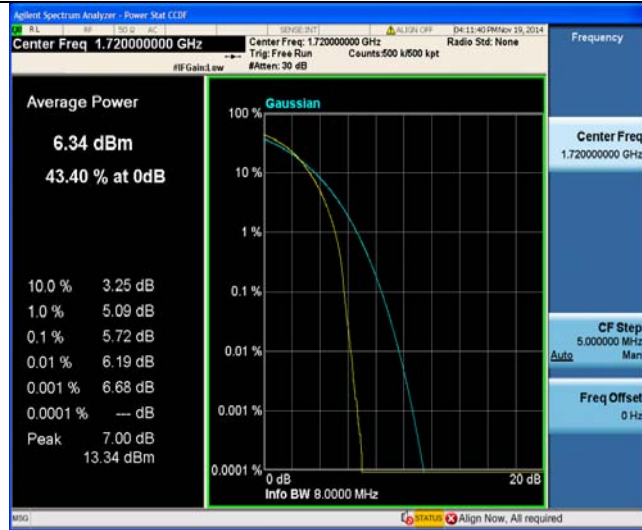 Agilent Spectrum Analyzer - Power Stat CCDF
RL RF 50 Ω AC SENSE:INT ALIGN OFF 04:11:40 PM Nov 19, 2014
Center Freq 1.720000000 GHz
Center Freq: 1.720000000 GHz Radio Std: None
Trig: Free Run Counts:500 k/500 kpt
#IFGain:Low #Atten: 30 dB
Frequency
Average Power
6.34 dBm
43.40 % at 0dB
10.0 % 3.25 dB
1.0 % 5.09 dB
0.1 % 5.72 dB
0.01 % 6.19 dB
0.001 % 6.68 dB
0.0001 % --- dB
Peak 7.00 dB
13.34 dBm
Gaussian
100 %
10 %
1 %
0.1 %
0.01 %
0.001 %
0.0001 %
0 dB 20 dB
Info BW 8.0000 MHz
Center Freq
1.720000000 GHz
CF Step
5.000000 MHz
Auto Man
Freq Offset
0 Hz
MSG STATUS Align Now, All required